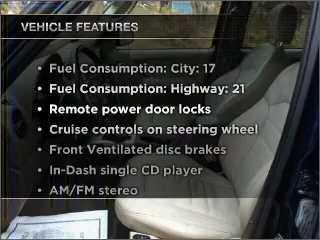 VEHICLE FEATURES
• Fuel Consumption: City: 17
• Fuel Consumption: Highway: 21
• Remote power door locks
• Cruise controls on steering wheel
• Front Ventilated disc brakes
• In-Dash single CD player
• AM/FM stereo